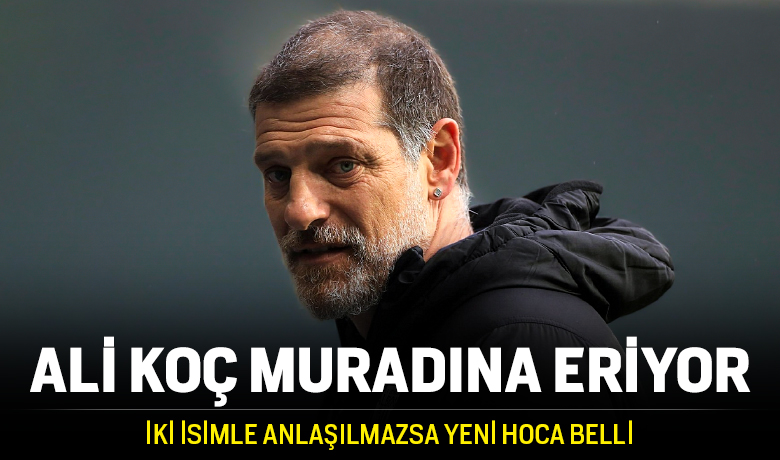 ALİ KOÇ MURADINA ERİYOR
İKİ İSİMLE ANLAŞILMAZSA YENİ HOCA BELLİ